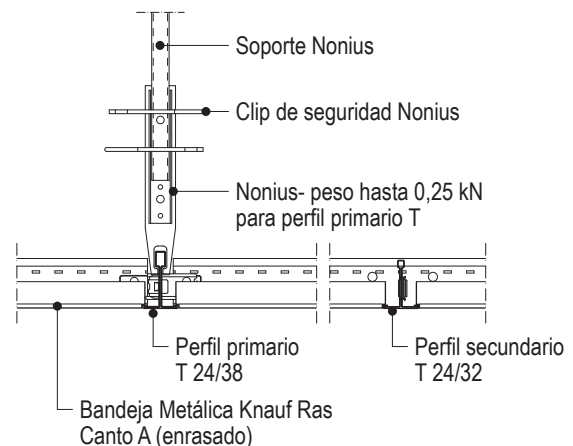 Soporte Nonius
Clip de seguridad Nonius
Nonius- peso hasta 0,25 kN
para perfil primario T
Perfil primario
T 24/38
Perfil secundario
T 24/32
Bandeja Metálica Knauf Ras
Canto A (enrasado)